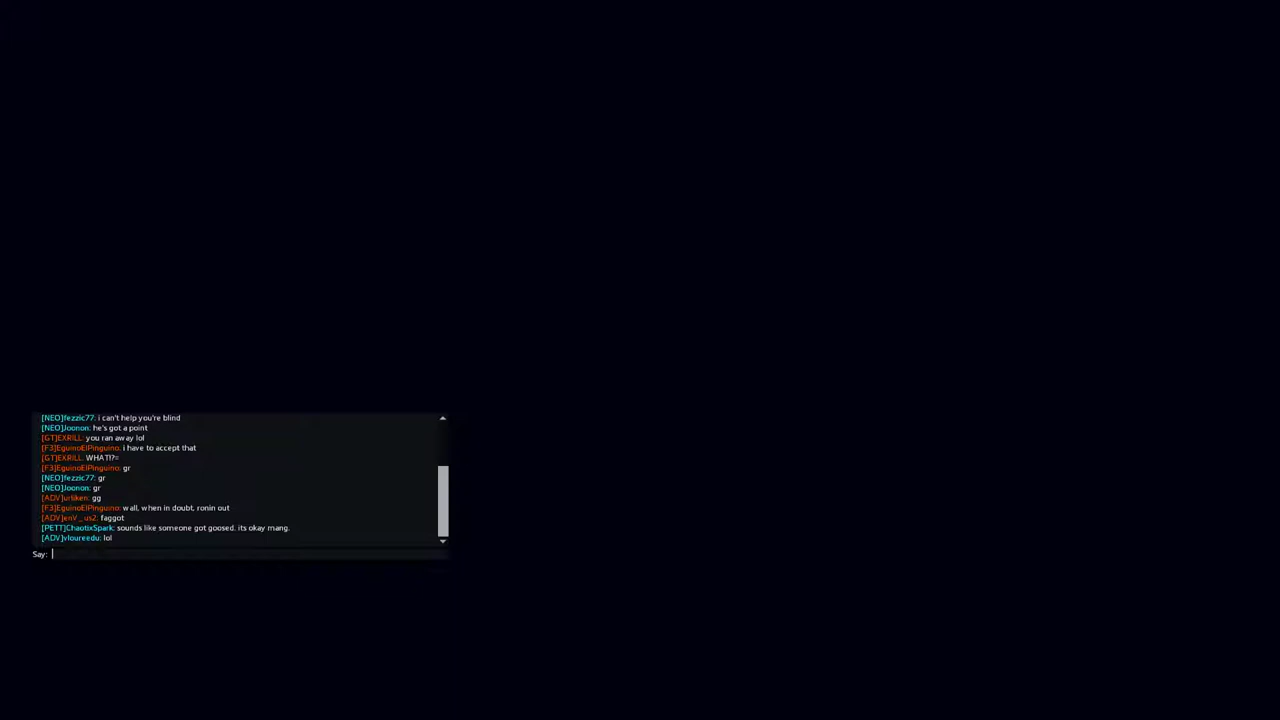 [NEO]fezzic77: i can't help you're blind
[NEO]Joonon: he's got a point
[GT]EXRILL: you ran away lol
[F3]EguinoElPinguino: i have to accept that
[GT]EXRILL: WHAT!?=
[F3]EguinoElPinguino: gr
[NEO]fezzic77: gr
[NEO]Joonon: gr
[ADV]urliken: gg
[F3]EguinoElPinguino: wall, when in doubt, ronin out
[ADV]enV_us2: faggot
[PETT]ChaotixSpark: sounds like someone got goosed. its okay mang.
[ADV]vloureedu: lol
Say: